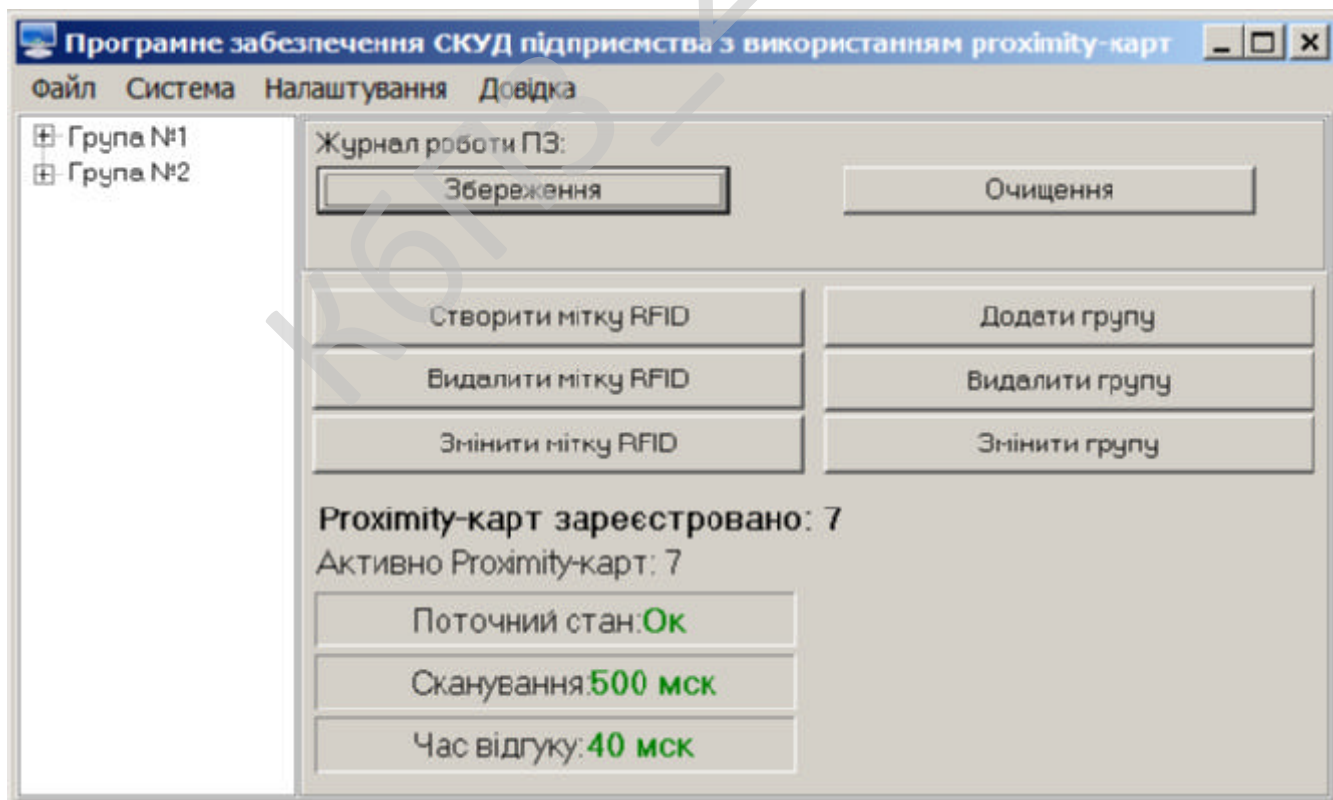 Програмне забезпечення СКУД підприємства з використанням proximity-карт
Файл Система Налаштування Довідка
Група №1
Група №2
Журнал роботи ПЗ:
Збереження Очищення
Створити мітку RFID Додати групу
Видалити мітку RFID Видалити групу
Змінити мітку RFID Змінити групу
Proximity-карт зареєстровано: 7
Активно Proximity-карт: 7
Поточний стан:Ок
Сканування:500 мск
Час відгуку:40 мск